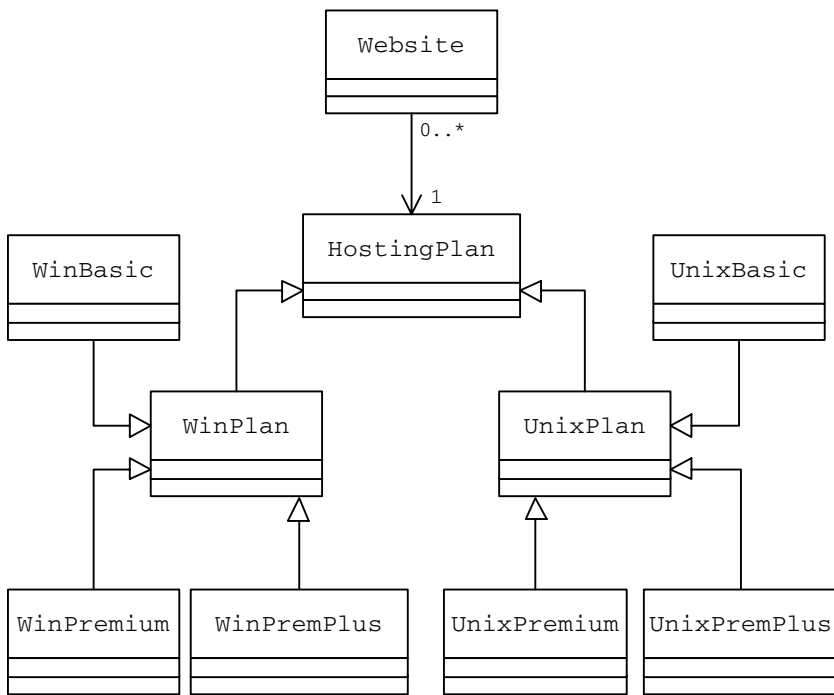 Website
0..*
1
HostingPlan
WinBasic
UnixBasic
WinPlan
UnixPlan
WinPremium
WinPremPlus
UnixPremium
UnixPremPlus